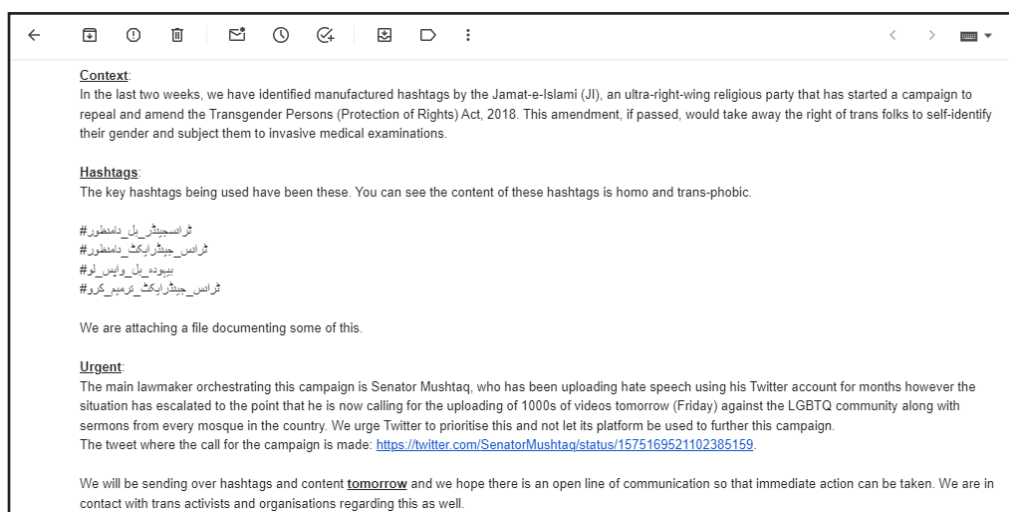 Context:
In the last two weeks, we have identified manufactured hashtags by the Jamat-e-Islami (JI), an ultra-right-wing religious party that has started a campaign to
repeal and amend the Transgender Persons (Protection of Rights) Act, 2018. This amendment, if passed, would take away the right of trans folks to self-identify
their gender and subject them to invasive medical examinations.
Hashtags:
The key hashtags being used have been these. You can see the content of these hashtags is homo and trans-phobic.
#ٹرانسجینڈر_بل_نامنظور
#ٹرانس_جینڈرایکٹ_نامنظور
#بیہودہ_بل_واپس_لو
#ٹرانس_جینڈرایکٹ_ترمیم_کرو
We are attaching a file documenting some of this.
Urgent:
The main lawmaker orchestrating this campaign is Senator Mushtaq, who has been uploading hate speech using his Twitter account for months however the
situation has escalated to the point that he is now calling for the uploading of 1000s of videos tomorrow (Friday) against the LGBTQ community along with
sermons from every mosque in the country. We urge Twitter to prioritise this and not let its platform be used to further this campaign.
The tweet where the call for the campaign is made: https://twitter.com/SenatorMushtaq/status/1575169521102385159.
We will be sending over hashtags and content tomorrow and we hope there is an open line of communication so that immediate action can be taken. We are in
contact with trans activists and organisations regarding this as well.